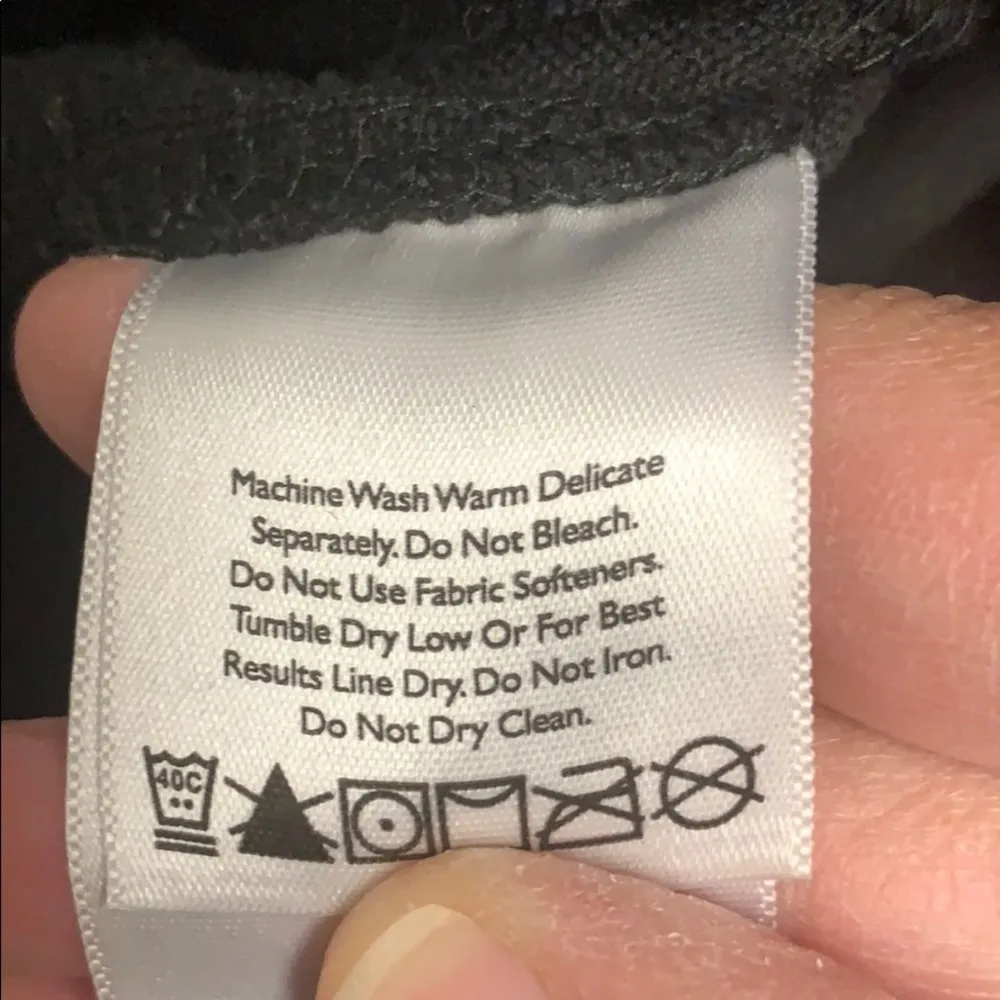 Machine Wash Warm Delicate
Separately. Do Not Bleach.
Do Not Use Fabric Softeners.
Tumble Dry Low Or For Best
Results Line Dry. Do Not Iron.
Do Not Dry Clean.
40C